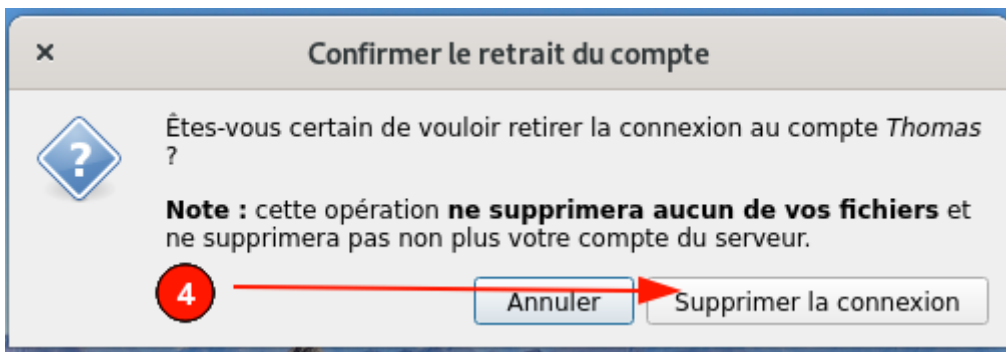 Confirmer le retrait du compte
Êtes-vous certain de vouloir retirer la connexion au compte Thomas
?
Note : cette opération ne supprimera aucun de vos fichiers et
ne supprimera pas non plus votre compte du serveur.
4
Annuler
Supprimer la connexion